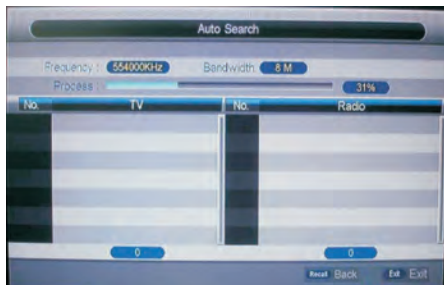 Auto Search
Frequency : 554000KHz Bandwidth 8 M
Process : 31%
No. TV No. Radio
0 0
Recall Back Exit Exit